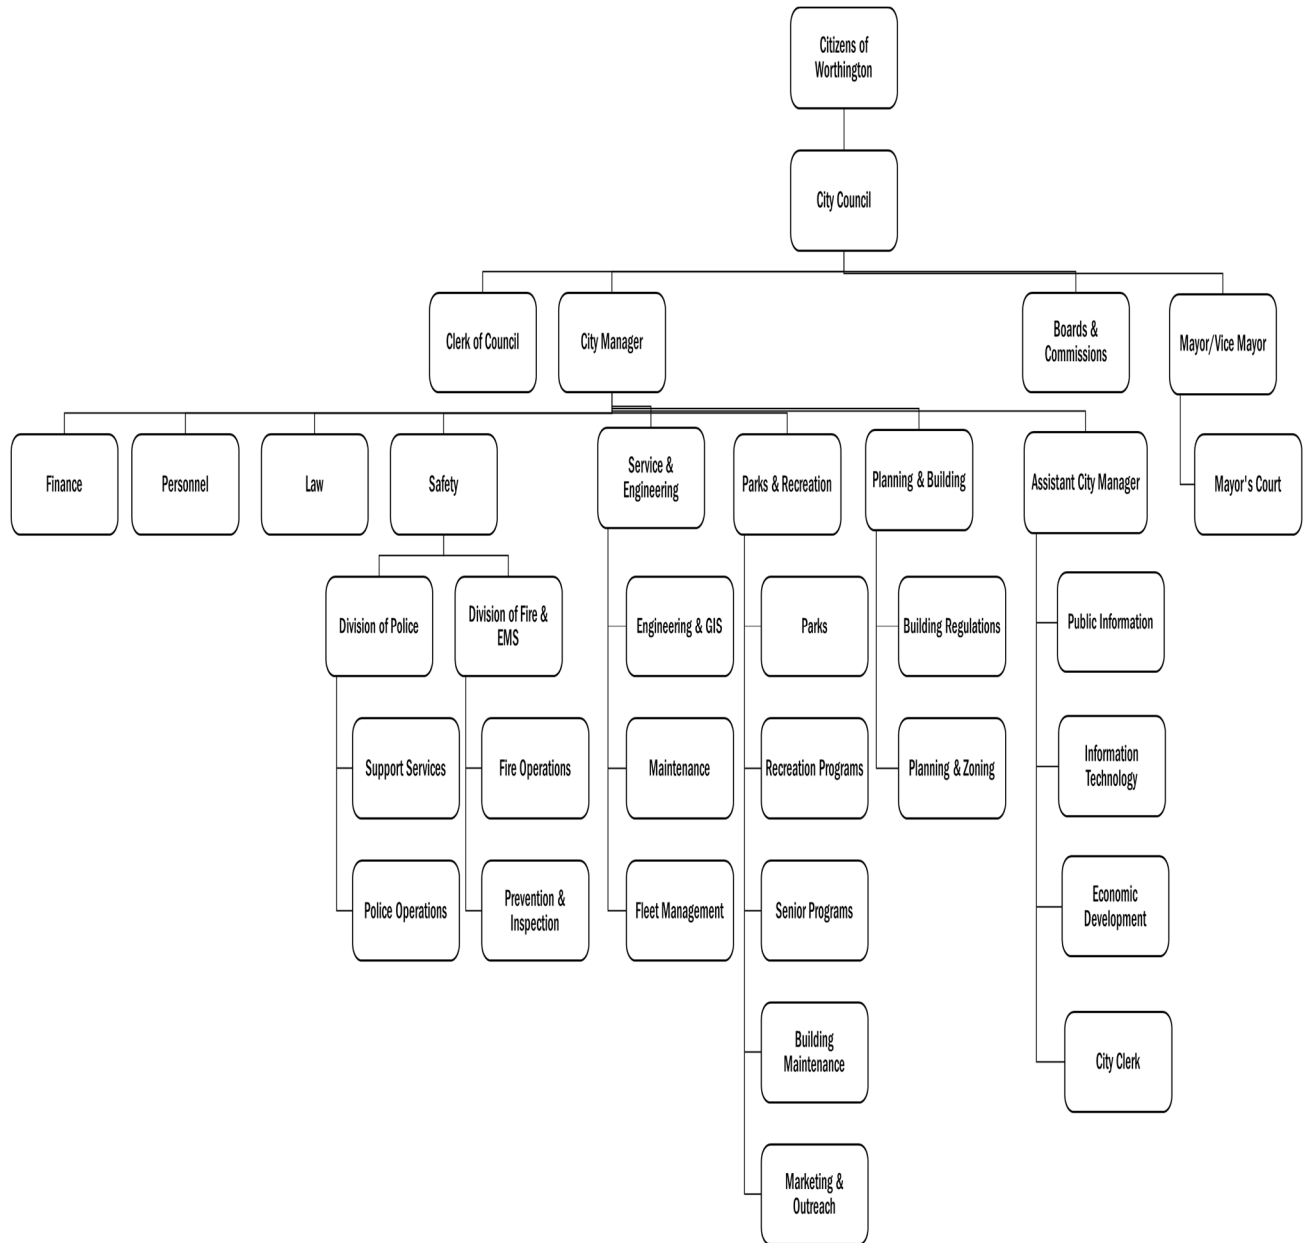 Citizens of
Worthington
City Council
Clerk of Council
City Manager
Boards &
Commissions
Mayor/Vice Mayor
Finance
Personnel
Law
Safety
Service &
Engineering
Parks & Recreation
Planning & Building
Assistant City Manager
Mayor's Court
Division of Police
Division of Fire &
EMS
Engineering & GIS
Parks
Building Regulations
Public Information
Support Services
Fire Operations
Maintenance
Recreation Programs
Planning & Zoning
Information
Technology
Police Operations
Prevention &
Inspection
Fleet Management
Senior Programs
Economic
Development
Building
Maintenance
City Clerk
Marketing &
Outreach